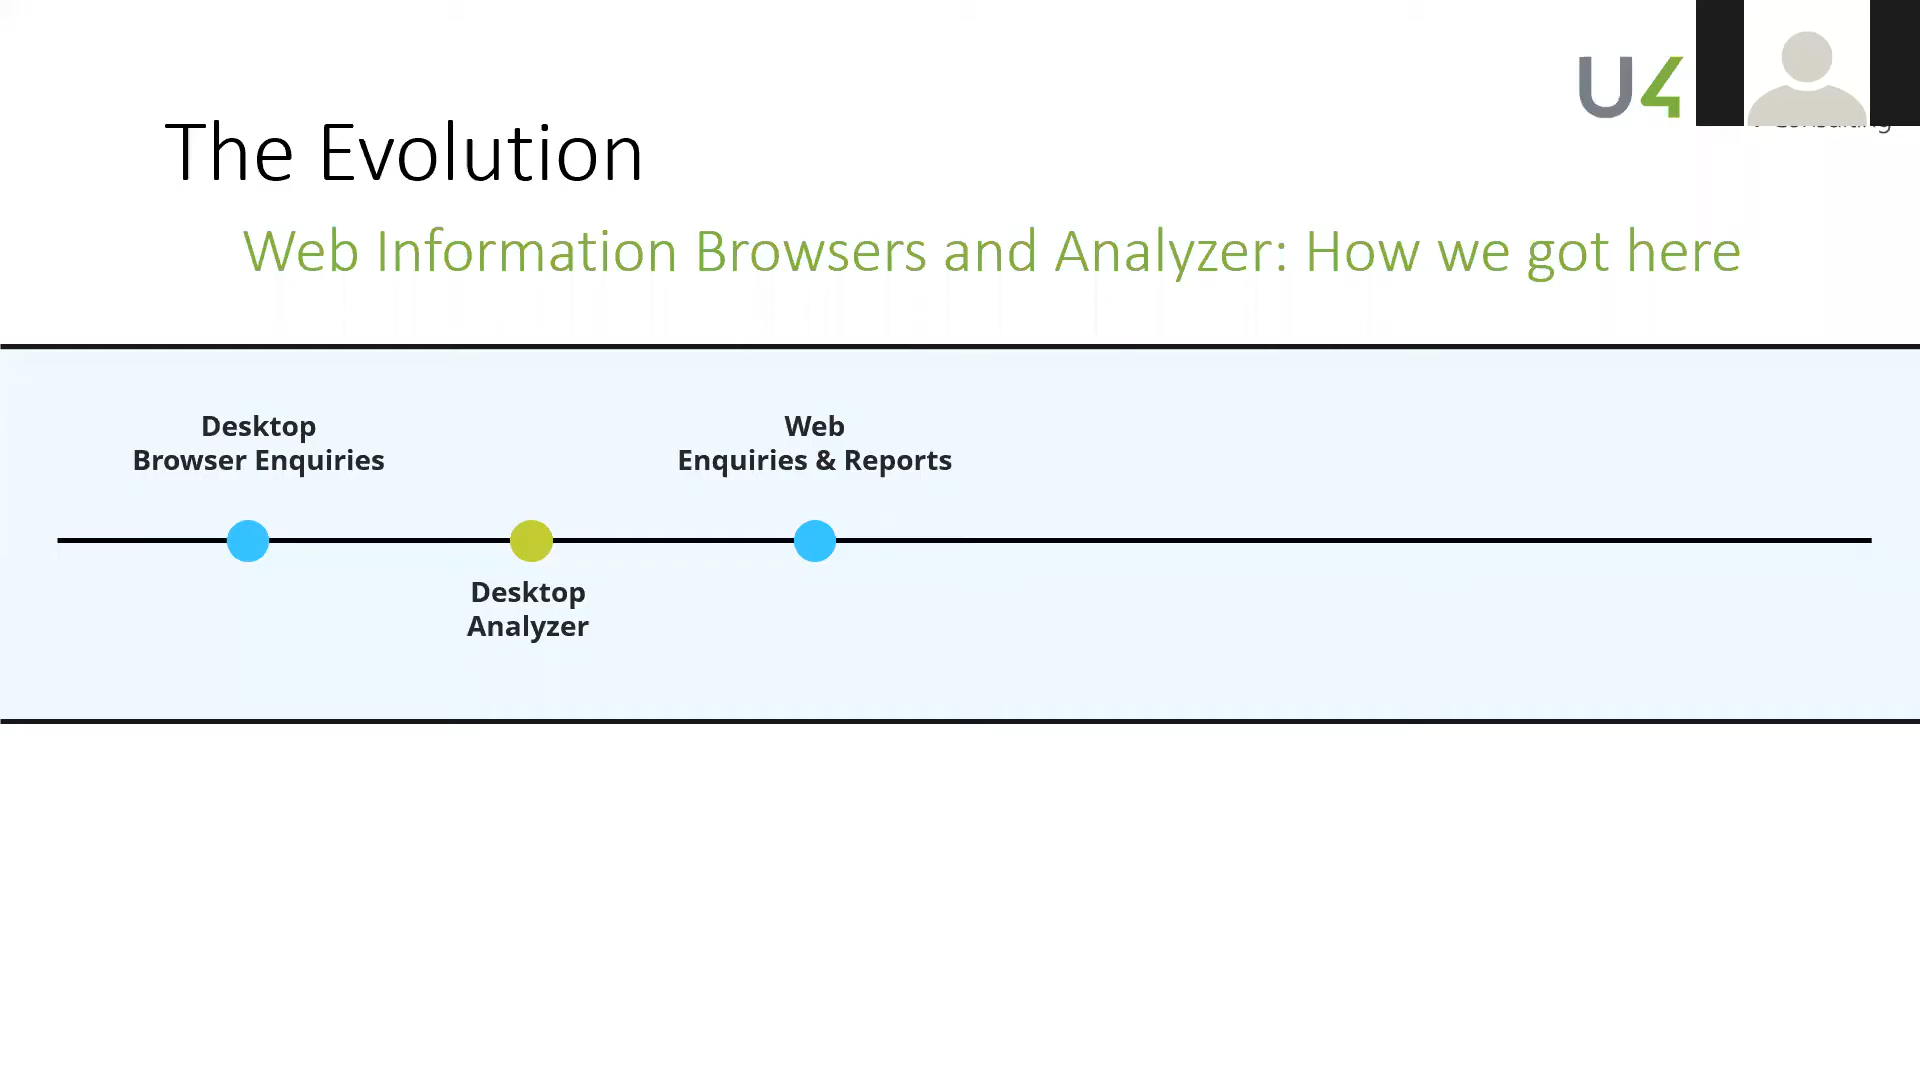 U4
The Evolution
Web Information Browsers and Analyzer: How we got here
Desktop
Browser Enquiries
Web
Enquiries & Reports
Desktop
Analyzer